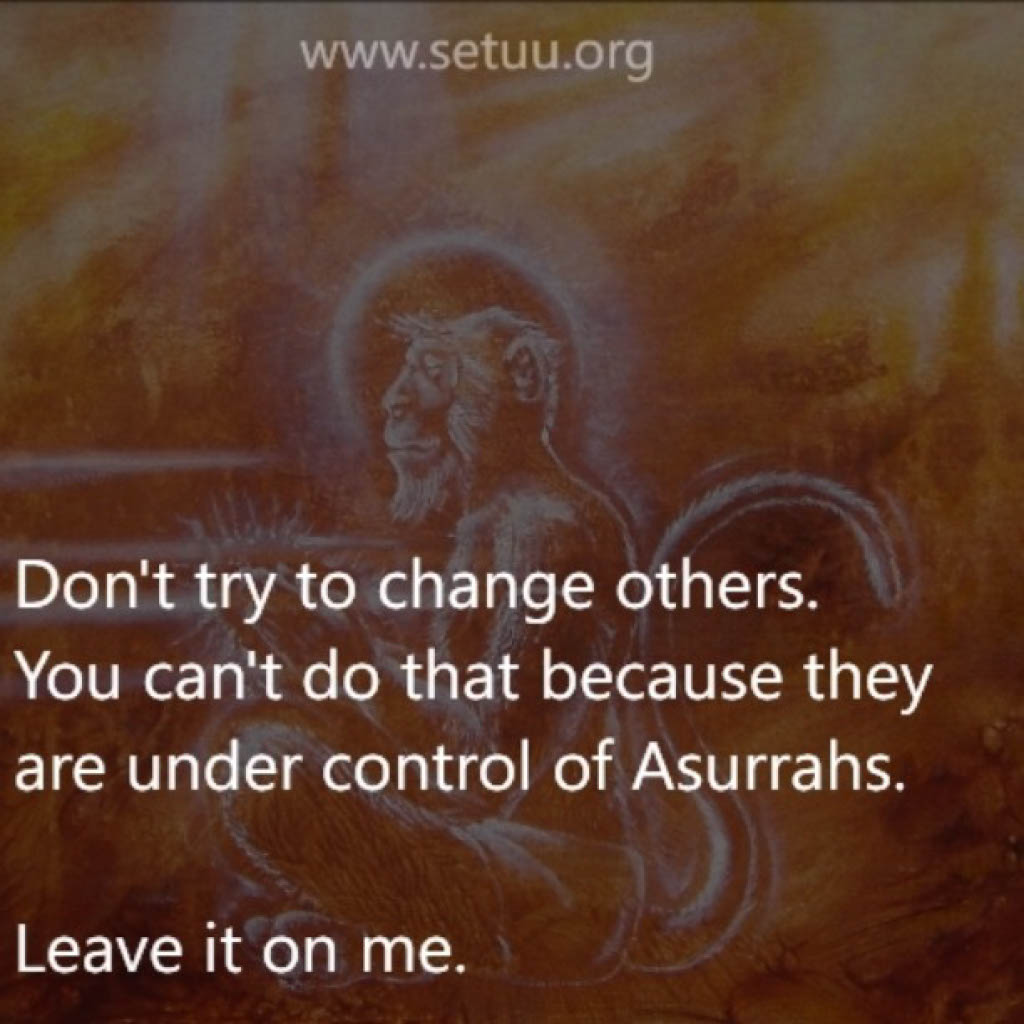 www.setuu.org
Don't try to change others.
You can't do that because they
are under control of Asurrahs.
Leave it on me.